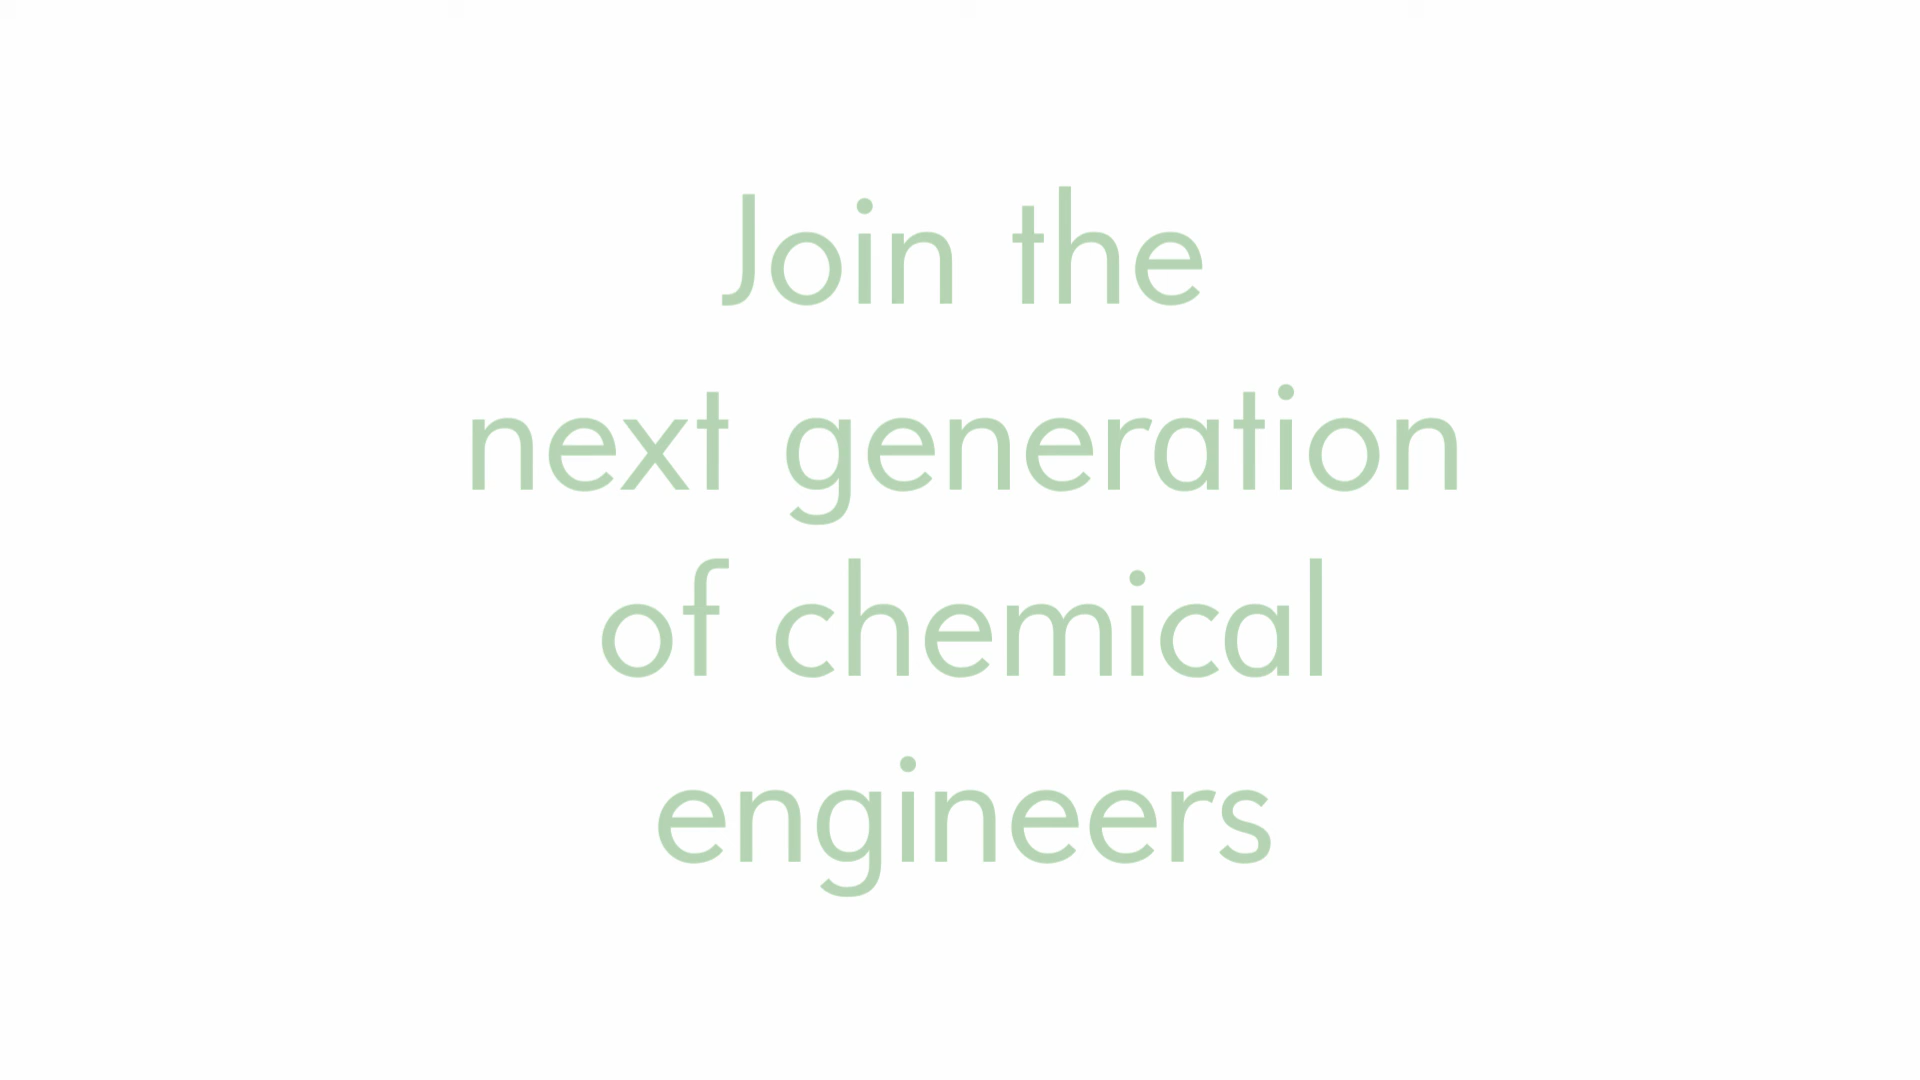 Join the
next generation
of chemical
engineers